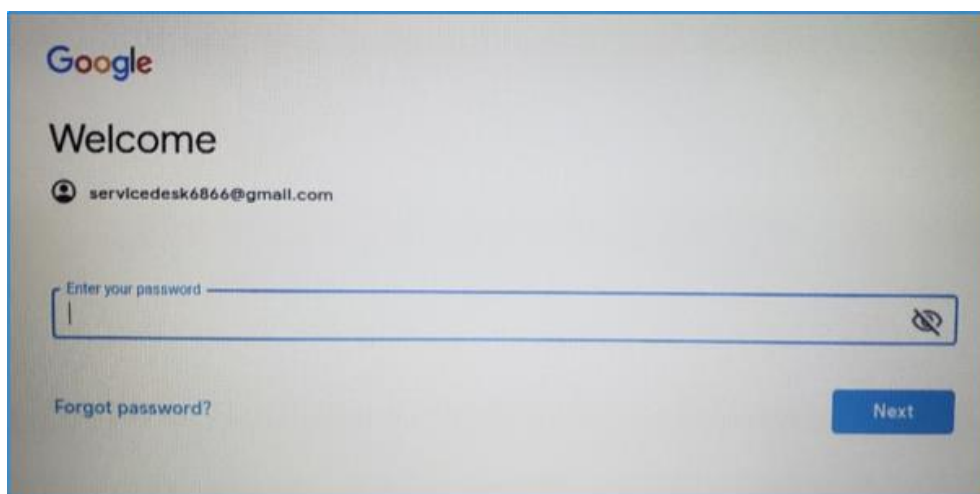 Google
Welcome
servicedesk6866@gmail.com
Enter your password
Forgot password?
Next